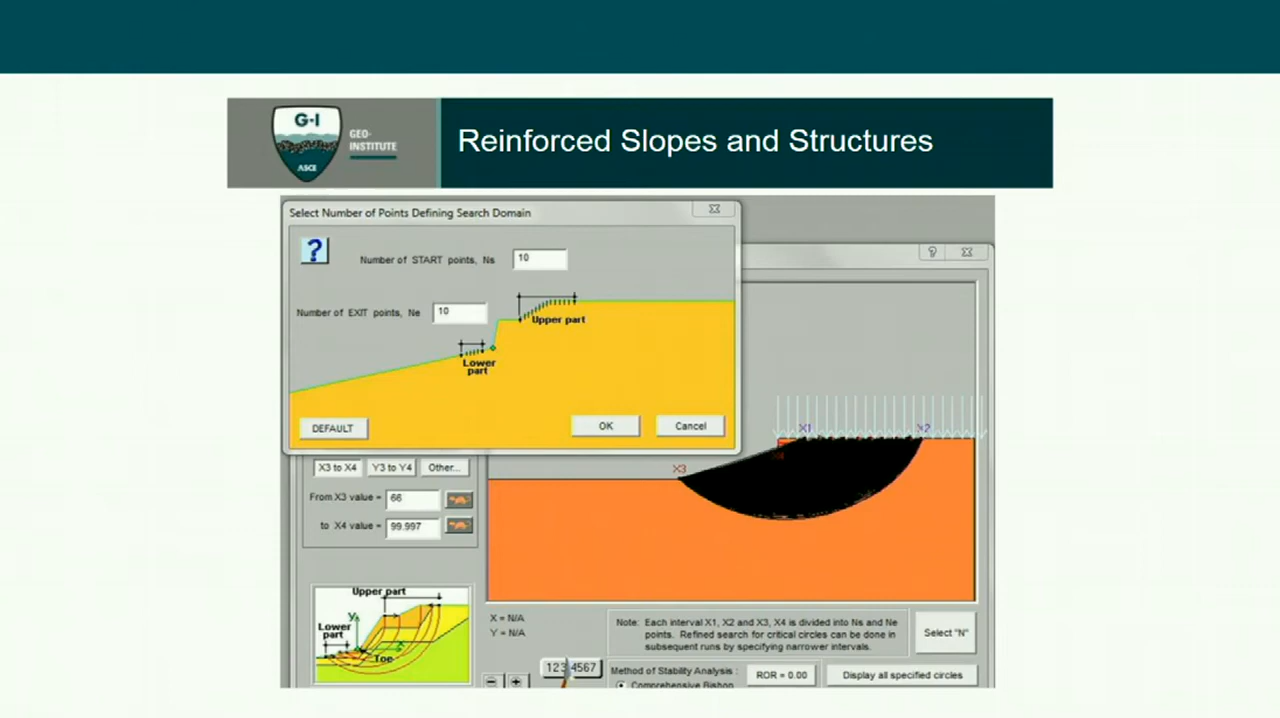 G-I
GEO-
INSTITUTE
ASCE
Reinforced Slopes and Structures
Select Number of Points Defining Search Domain
?
Number of START points, Ns
10
Number of EXIT points, Ne
10
Upper part
Lower
part
DEFAULT
OK
Cancel
?
X1
X2
X3
X4
X3 to X4
Y3 to Y4
Other...
From X3 value =
66
to X4 value =
99.997
Upper part
Lower
part
Y
Toe
X = N/A
Y = N/A
Note: Each interval X1, X2 and X3, X4 is divided into Ns and Ne
points. Refined search for critical circles can be done in
subsequent runs by specifying narrower intervals.
Select "N"
123 4567
Method of Stability Analysis :
Comprehensive Bishop
ROR = 0.00
Display all specified circles